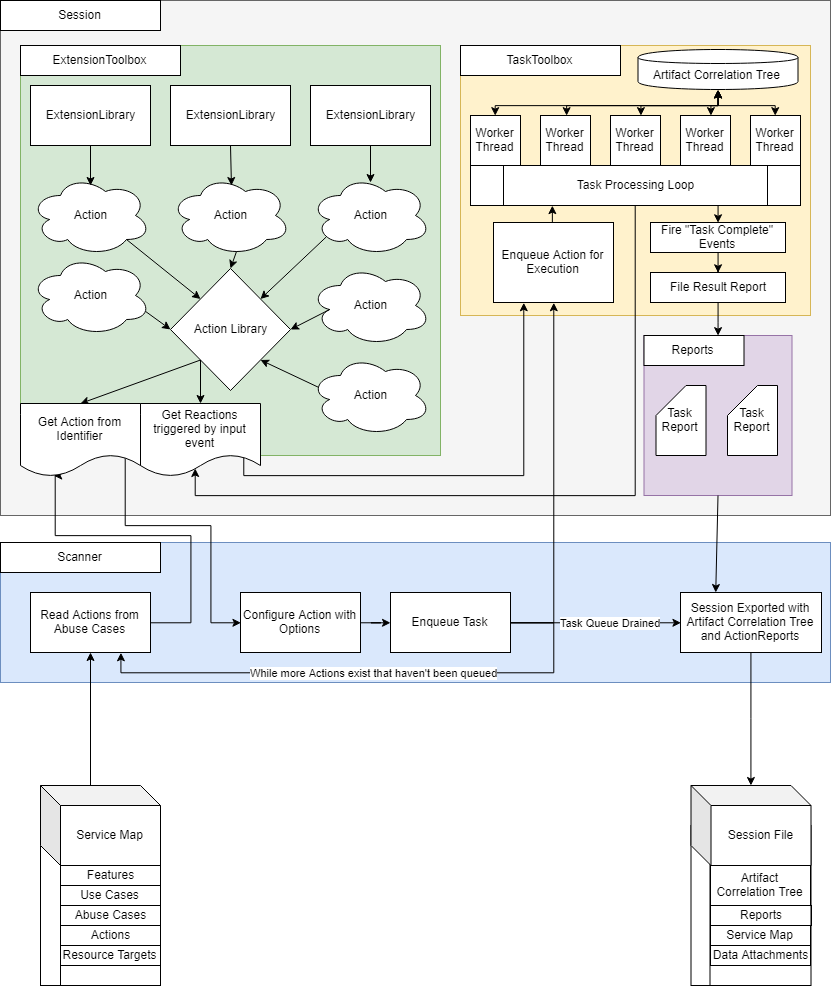 Session
ExtensionToolbox
ExtensionLibrary
ExtensionLibrary
ExtensionLibrary
Action
Action
Action
Action
Action
Action
Action Library
Get Action from
Identifier
Get Reactions
triggered by input
event
TaskToolbox
Artifact Correlation Tree
Worker
Thread
Worker
Thread
Worker
Thread
Worker
Thread
Worker
Thread
Task Processing Loop
Enqueue Action for
Execution
Fire "Task Complete"
Events
File Result Report
Reports
Task
Report
Task
Report
Scanner
Read Actions from
Abuse Cases
Configure Action with
Options
Enqueue Task
Task Queue Drained
Session Exported with
Artifact Correlation Tree
and ActionReports
While more Actions exist that haven't been queued
Service Map
Features
Use Cases
Abuse Cases
Actions
Resource Targets
Session File
Artifact
Correlation Tree
Reports
Service Map
Data Attachments